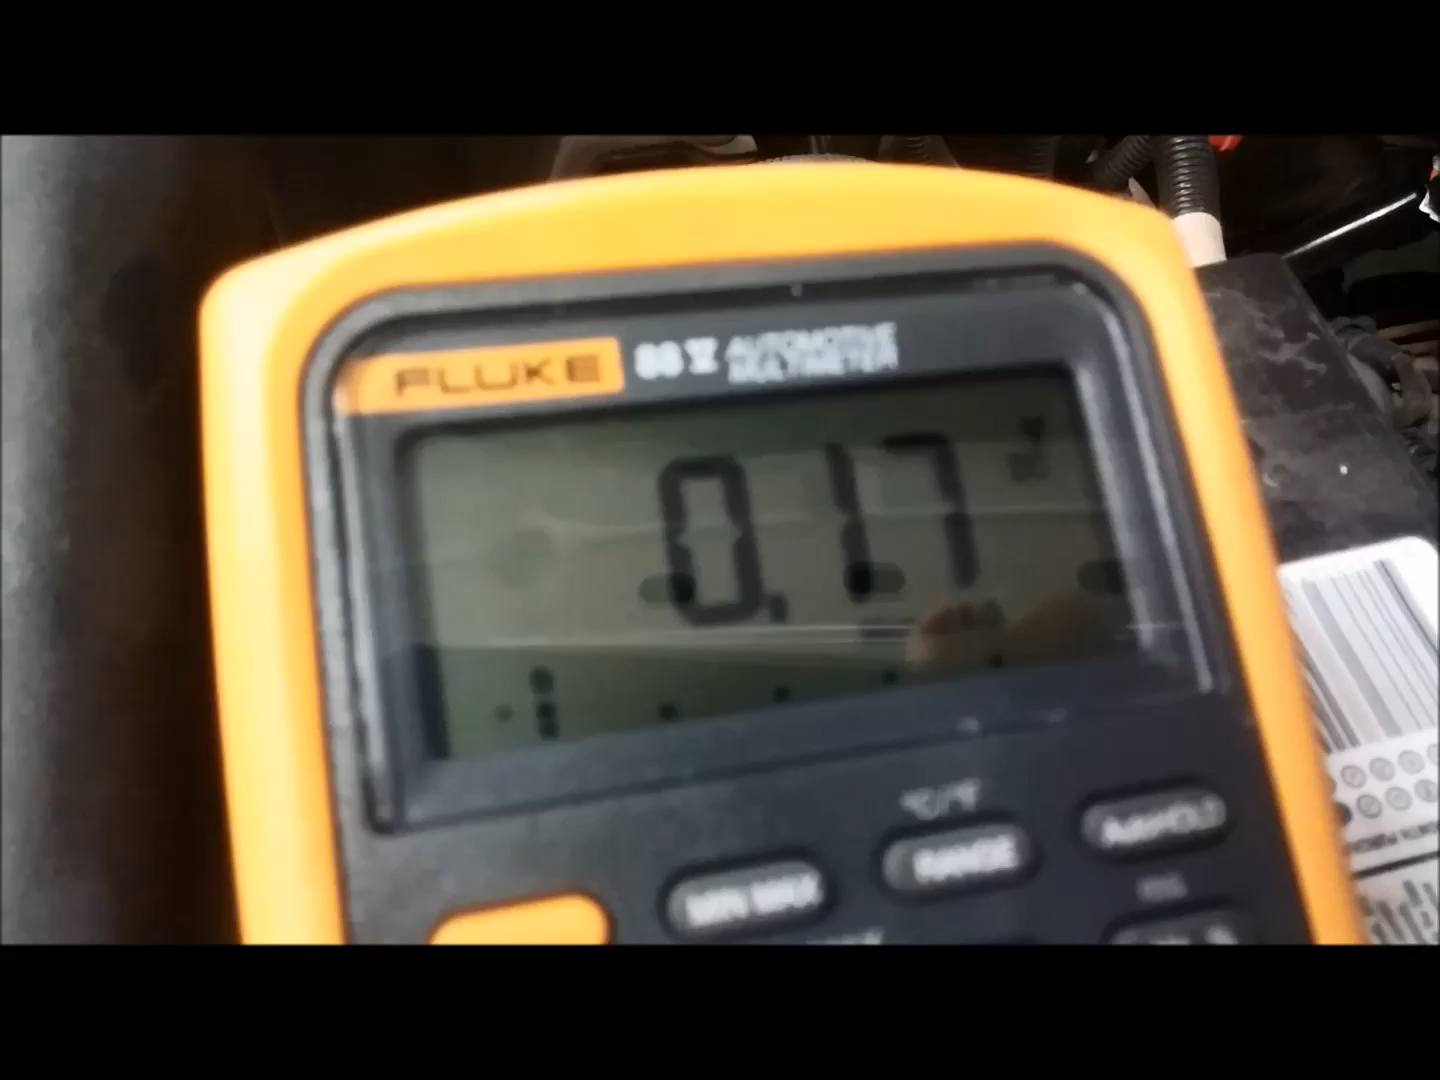 FLUKE 88 V AUTOMOTIVE
MULTIMETER
0.17
°C/°F
MIN MAX RANGE AutoHOLD